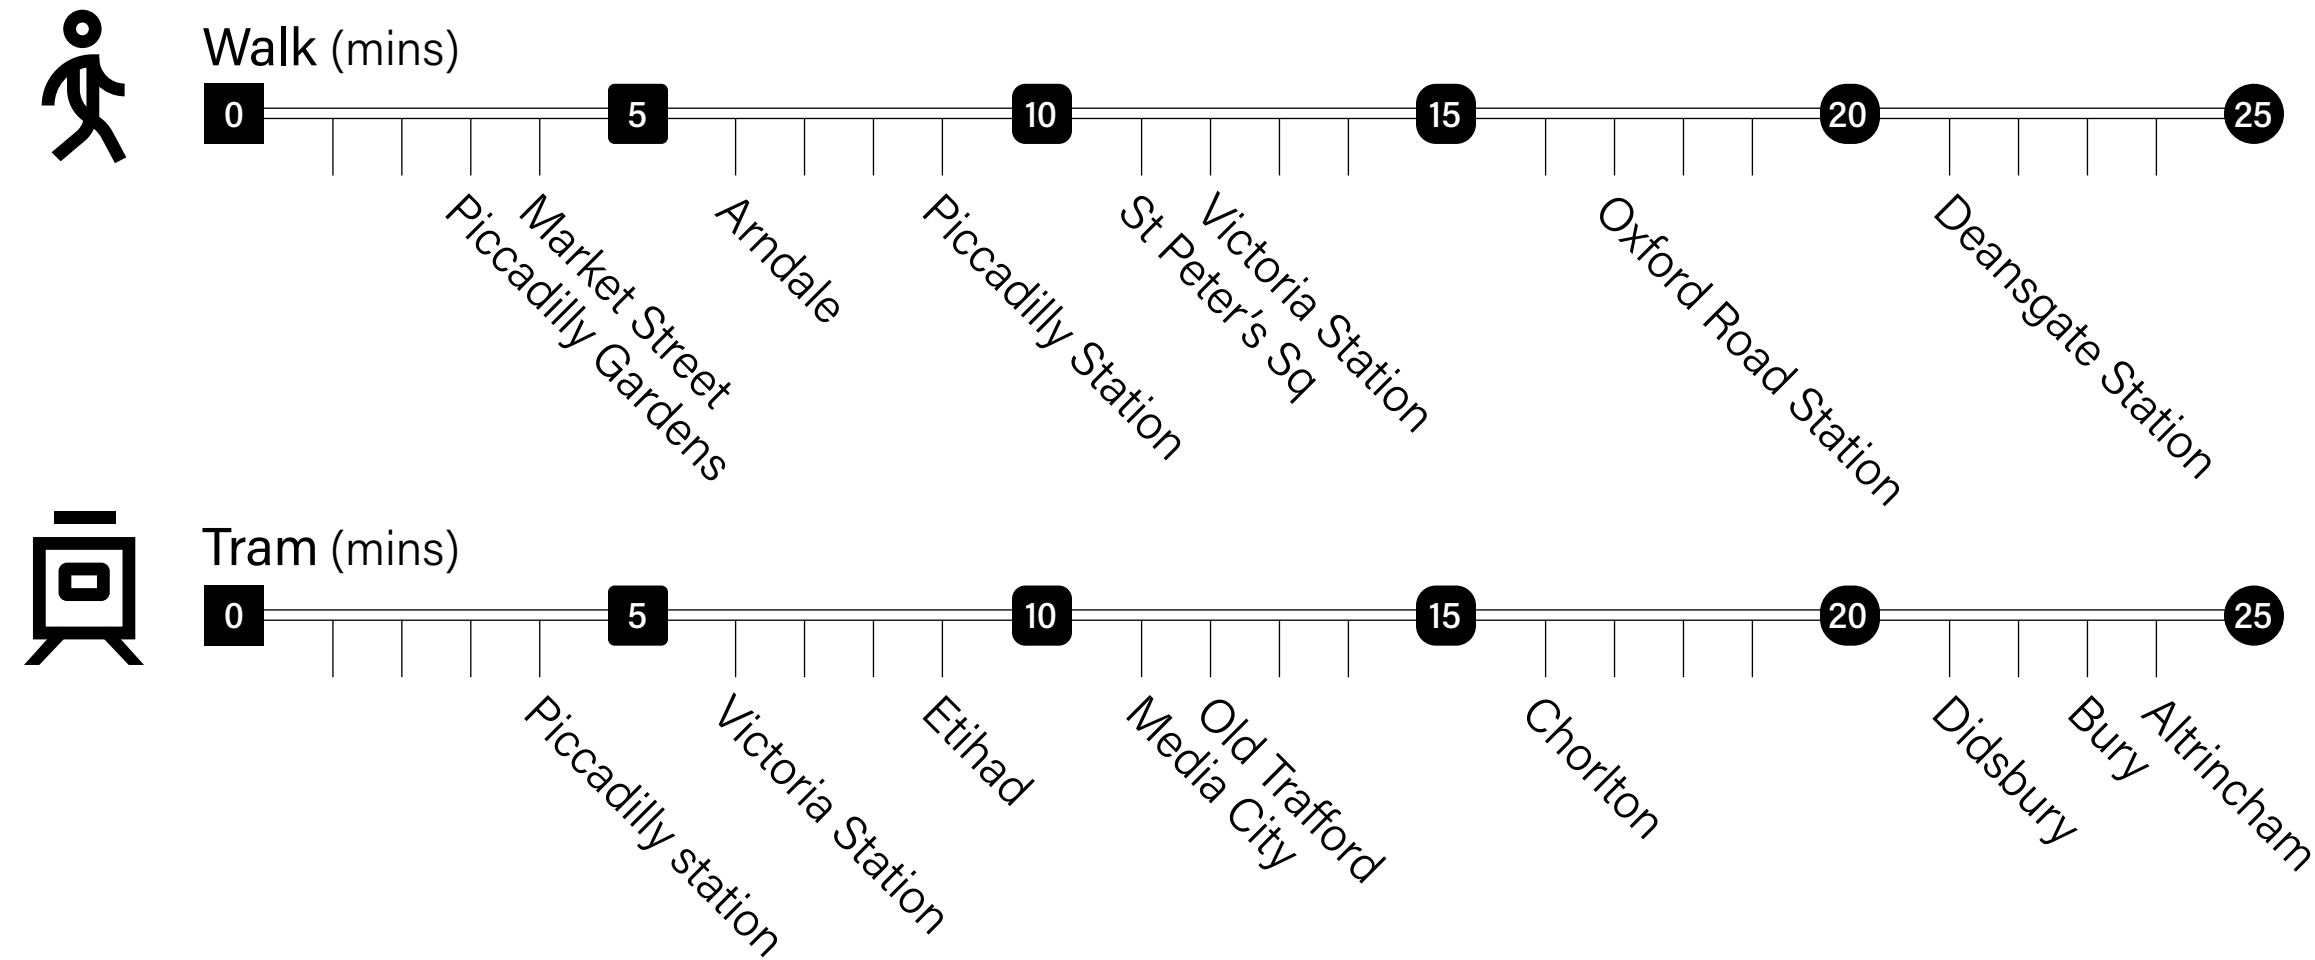 Walk (mins)
0 5 10 15 20 25
Piccadilly Gardens
Market Street
Arndale
Piccadilly Station
St Peter's Sq
Victoria Station
Oxford Road Station
Deansgate Station
Tram (mins)
0 5 10 15 20 25
Piccadilly station
Victoria Station
Etihad
Media City
Old Trafford
Chorlton
Didsbury
Bury
Altrincham